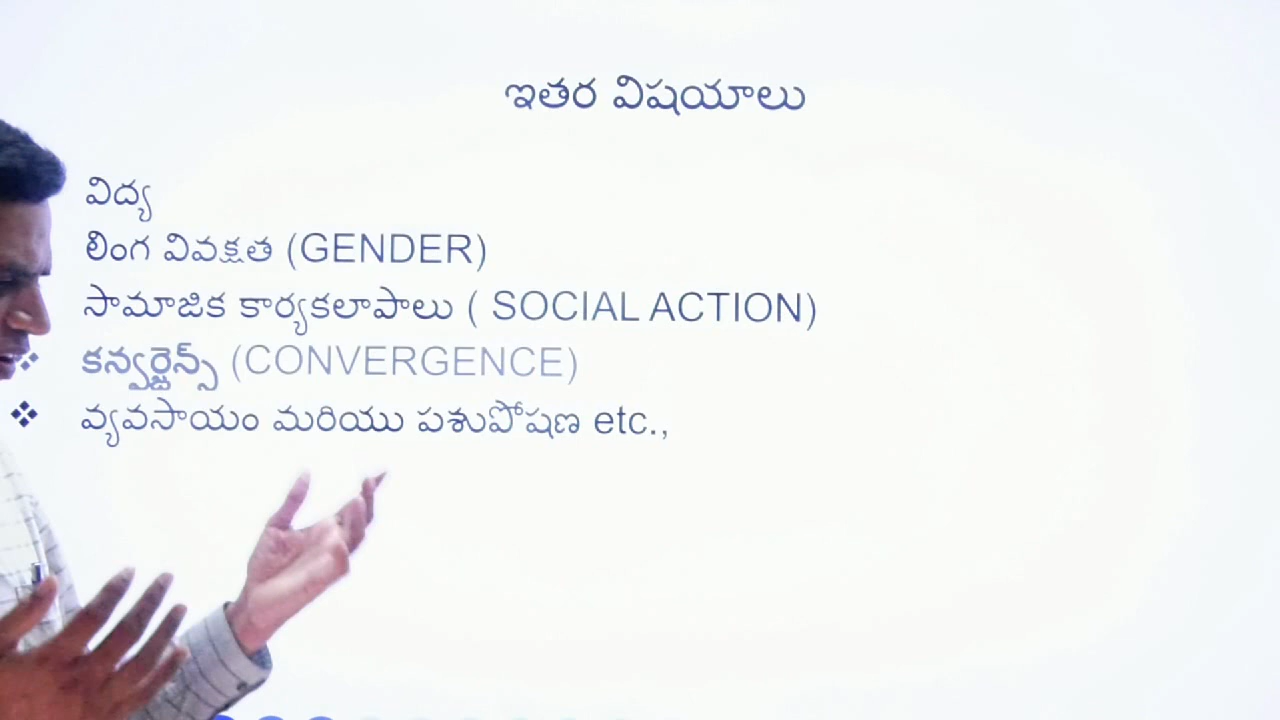 ఇతర విషయాలు
విద్య
లింగ వివక్షత (GENDER)
సామాజిక కార్యకలాపాలు ( SOCIAL ACTION)
కన్వర్జెన్స్ (CONVERGENCE)
వ్యవసాయం మరియు పశుపోషణ etc.,